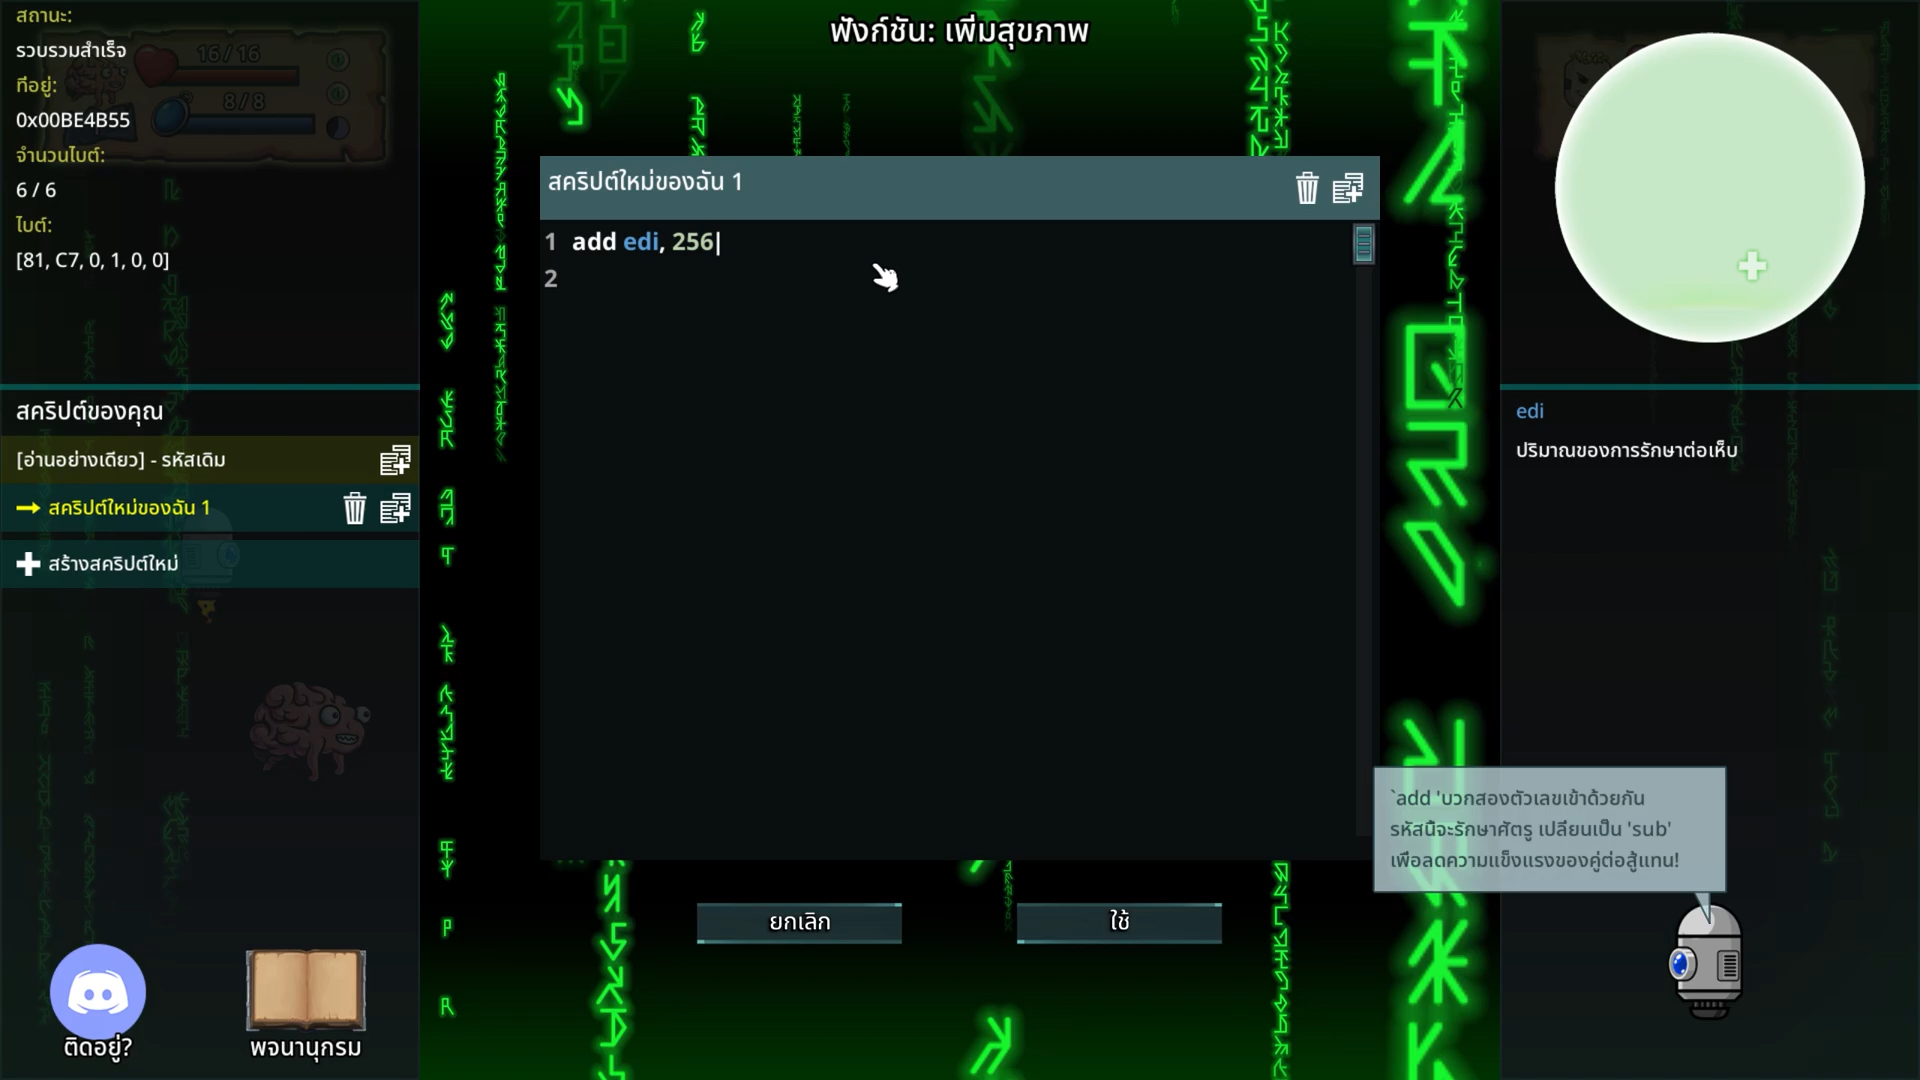 สถานะ:
รวบรวมสำเร็จ
ที่อยู่:
0x00BE4B55
จำนวนไบต์:
6 / 6
ไบต์:
[81, C7, 0, 1, 0, 0]
16/16
8/8
สคริปต์ของคุณ
[อ่านอย่างเดียว] - รหัสเดิม
สคริปต์ใหม่ของฉัน 1
สร้างสคริปต์ใหม่
ติดอยู่?
พจนานุกรม
ฟังก์ชัน: เพิ่มสุขภาพ
สคริปต์ใหม่ของฉัน 1
1 add edi, 256
2
ยกเลิก
ใช้
edi
ปริมาณของการรักษาต่อเห็บ
`add 'บวกสองตัวเลขเข้าด้วยกัน
รหัสนี้จะรักษาศัตรู เปลี่ยนเป็น 'sub'
เพื่อลดความแข็งแรงของคู่ต่อสู้แทน!